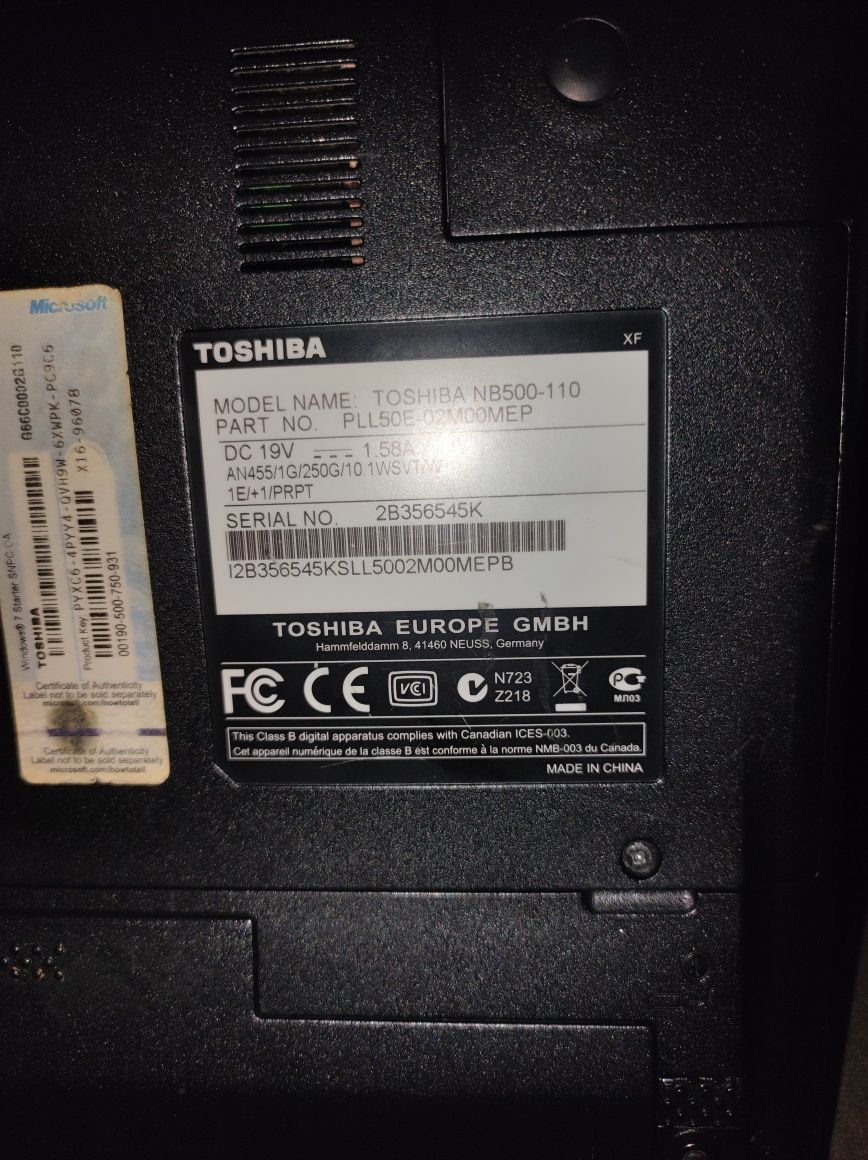 TOSHIBA
XF
MODEL NAME: TOSHIBA NB500-110
PART NO. PLL50E-02M00MEP
DC 19V 1.58A
AN455/1G/250G/10.1WSVT/W
1E/+1/PRPT
SERIAL NO. 2B356545K
I2B356545KSLL5002M00MEPB
TOSHIBA EUROPE GMBH
Hammfelddamm 8, 41460 NEUSS, Germany
FC CE VCI N723
Z218
МЛ03
This Class B digital apparatus complies with Canadian ICES-003.
Cet appareil numérique de la classe B est conforme à la norme NMB-003 du Canada.
MADE IN CHINA
Microsoft
Windows® 7 Starter SNPC OA
TOSHIBA
G66C0002G110
Product Key: PYXC6-4PYY4-QVH9W-6XWPK-PC9C6
00190-500-750-931
X16-96078
Certificate of Authenticity
Label not to be sold separately
microsoft.com/howtotell
Certificate of Authenticity
Label not to be sold separately
microsoft.com/howtotell